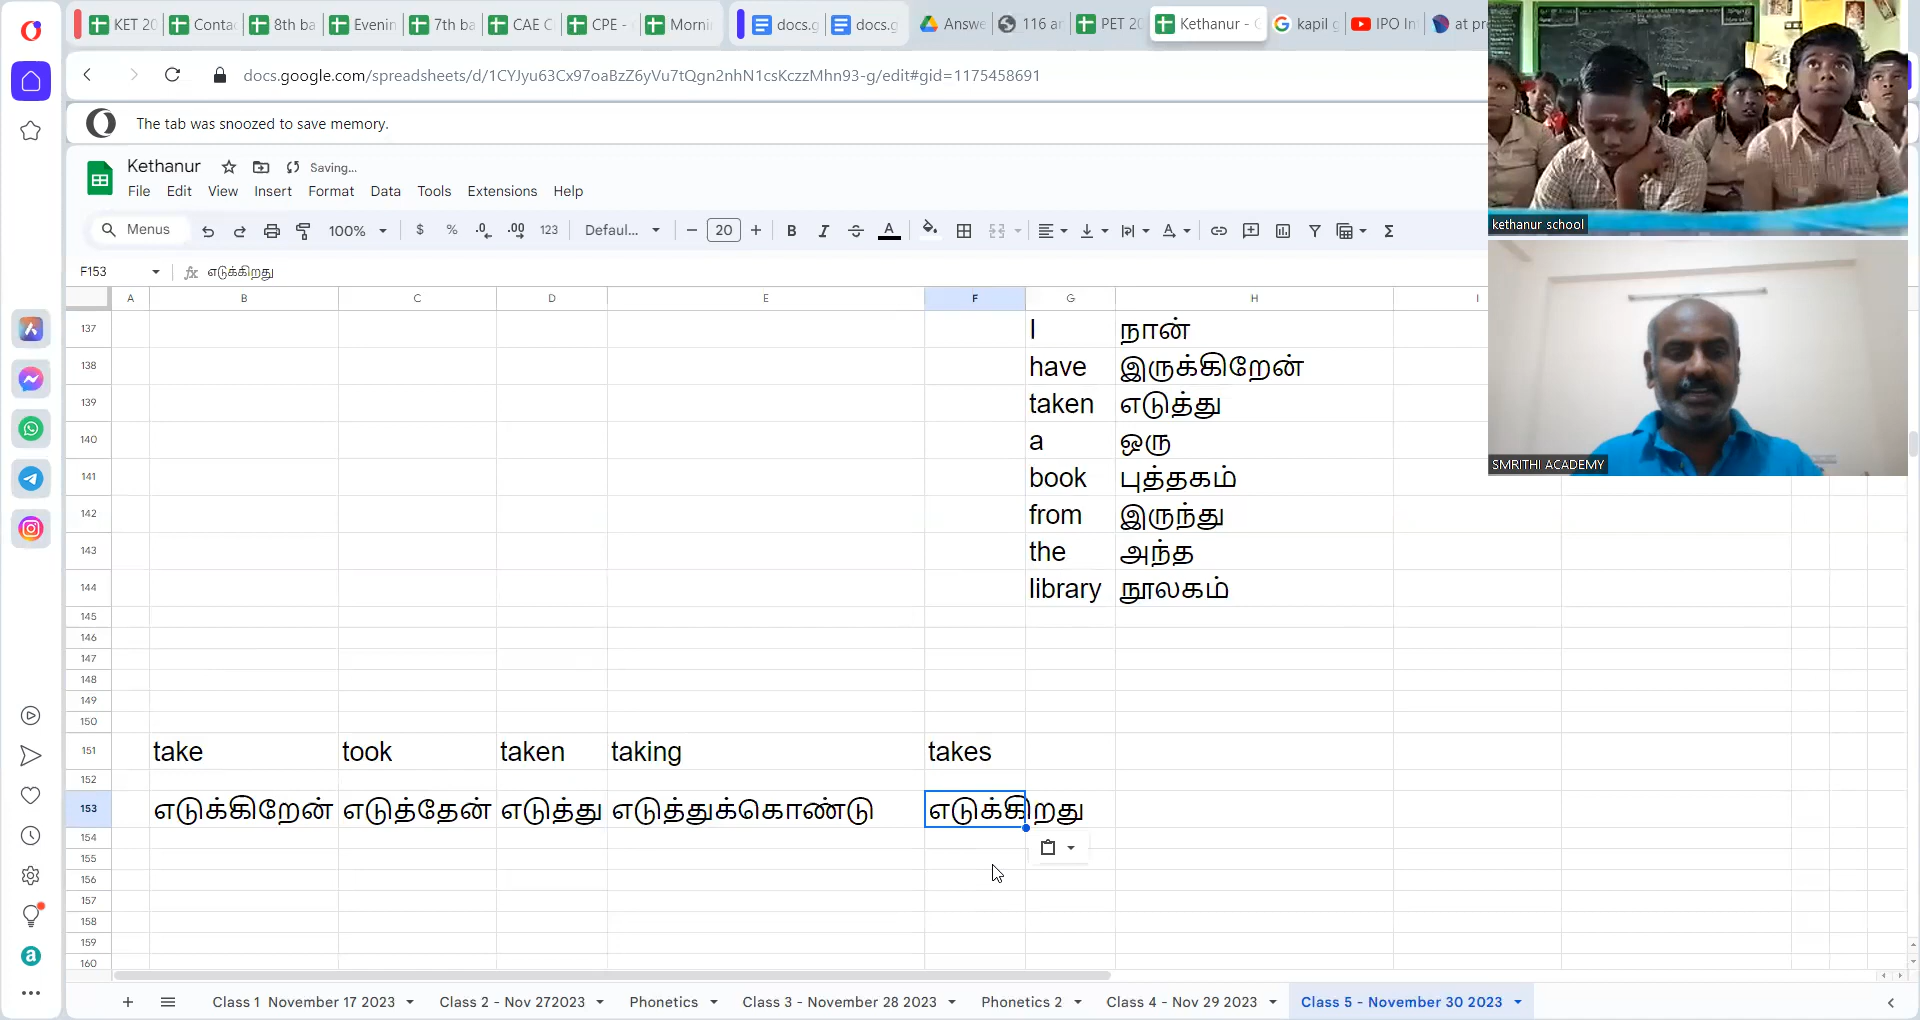 KET 20 Conta 8th ba Evenin 7th ba CAE C CPE - Morni docs.g docs.g Answe 116 ar PET 20 Kethanur - kapil g IPO In at pr
docs.google.com/spreadsheets/d/1CYJyu63Cx97oaBzZ6yVu7tQgn2nhN1csKczzMhn93-g/edit#gid=1175458691
The tab was snoozed to save memory.
Kethanur Saving...
File Edit View Insert Format Data Tools Extensions Help
Menus 100% $ % .0 .00 123 Defaul... 20 B I A
F153 fx எடுக்கிறது
A B C D E F G H I
137 I நான்
138 have இருக்கிறேன்
139 taken எடுத்து
140 a ஒரு
141 book புத்தகம்
142 from இருந்து
143 the அந்த
144 library நூலகம்
145
146
147
148
149
150
151 take took taken taking takes
152
153 எடுக்கிறேன் எடுத்தேன் எடுத்து எடுத்துக்கொண்டு எடுக்கிறது
154
155
156
157
158
159
160
Class 1 November 17 2023 Class 2 - Nov 272023 Phonetics Class 3 - November 28 2023 Phonetics 2 Class 4 - Nov 29 2023 Class 5 - November 30 2023
kethanur school
SMRITHI ACADEMY